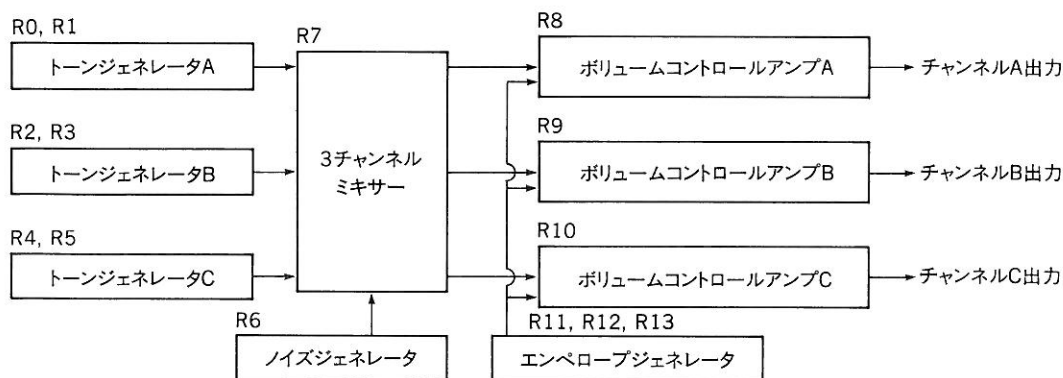 R0, R1
トーンジェネレータA
R2, R3
トーンジェネレータB
R4, R5
トーンジェネレータC
R7
3チャンネル
ミキサー
R6
ノイズジェネレータ
R8
ボリュームコントロールアンプA
チャンネルA出力
R9
ボリュームコントロールアンプB
チャンネルB出力
R10
ボリュームコントロールアンプC
チャンネルC出力
R11, R12, R13
エンペロープジェネレータ